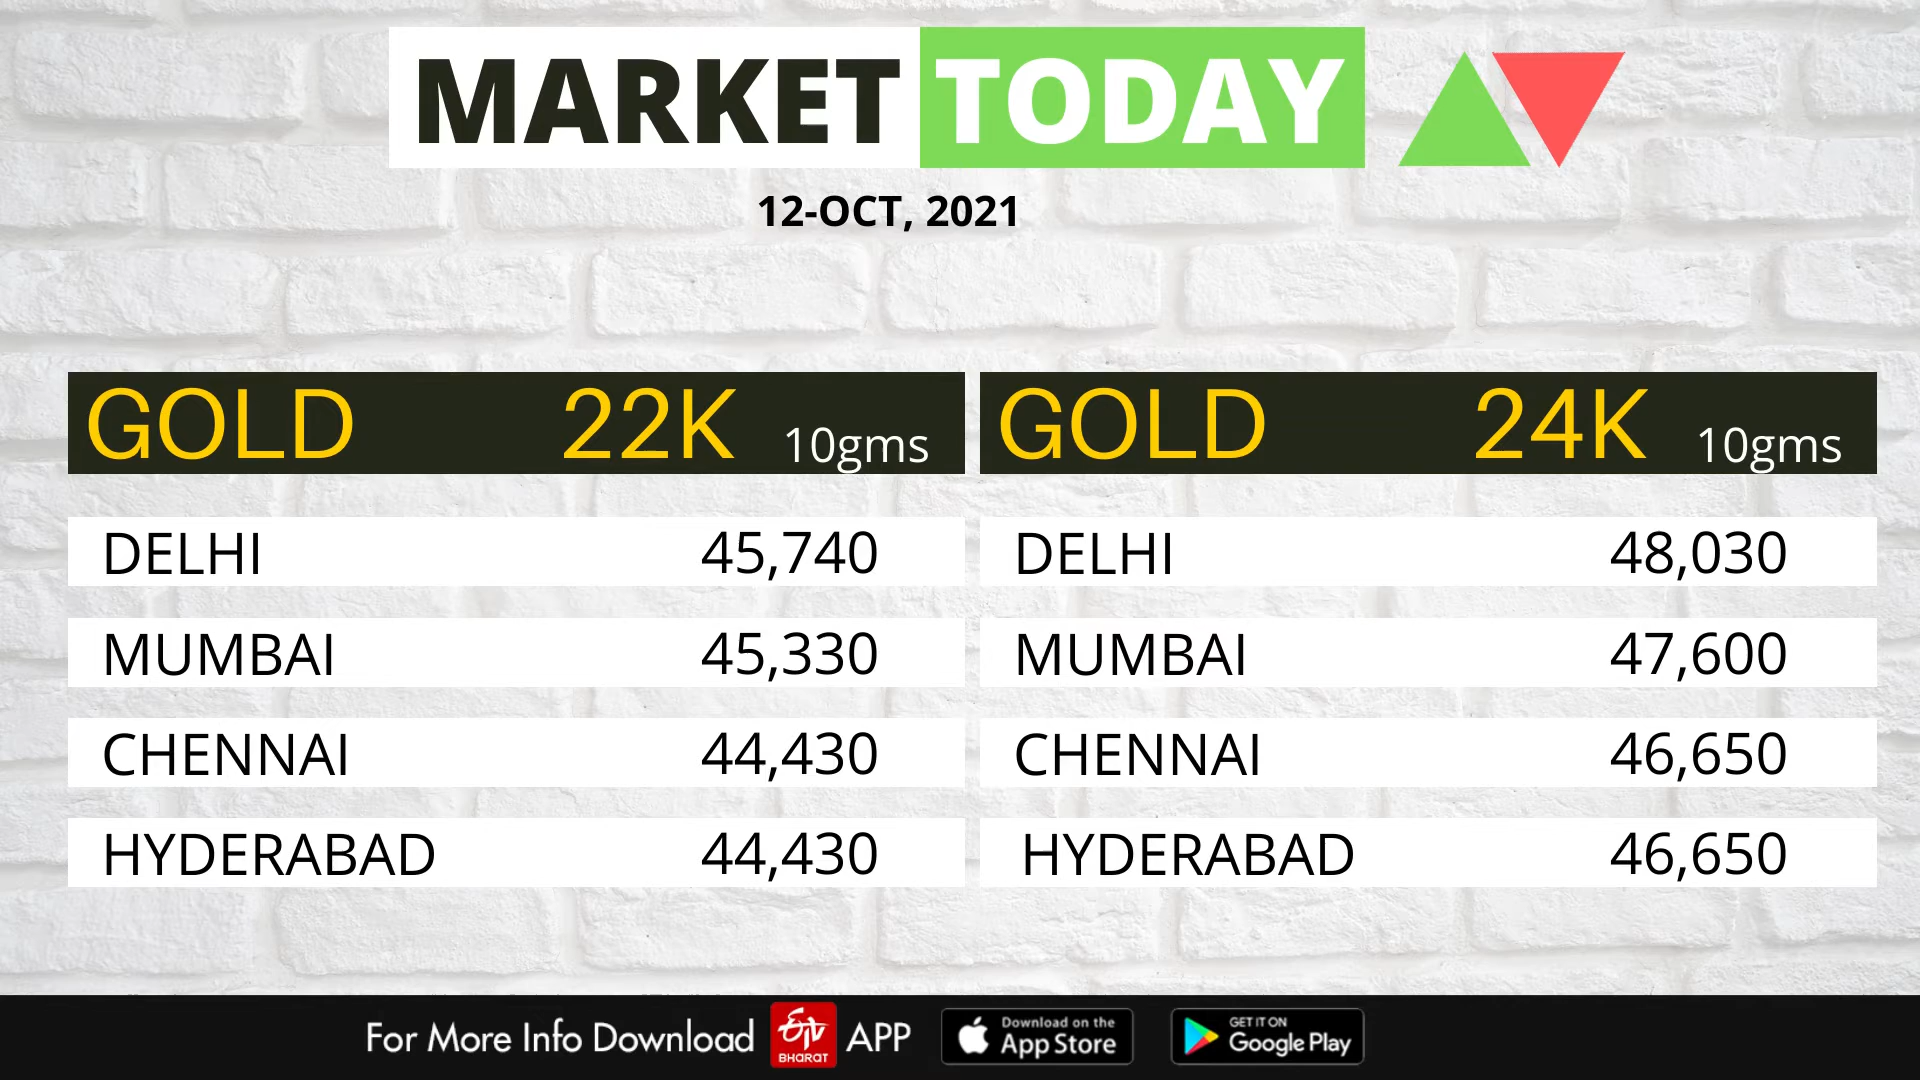 MARKET TODAY
12-OCT, 2021
GOLD 22K 10gms
DELHI 45,740
MUMBAI 45,330
CHENNAI 44,430
HYDERABAD 44,430
GOLD 24K 10gms
DELHI 48,030
MUMBAI 47,600
CHENNAI 46,650
HYDERABAD 46,650
For More Info Download ETV BHARAT APP
Download on the
App Store
GET IT ON
Google Play